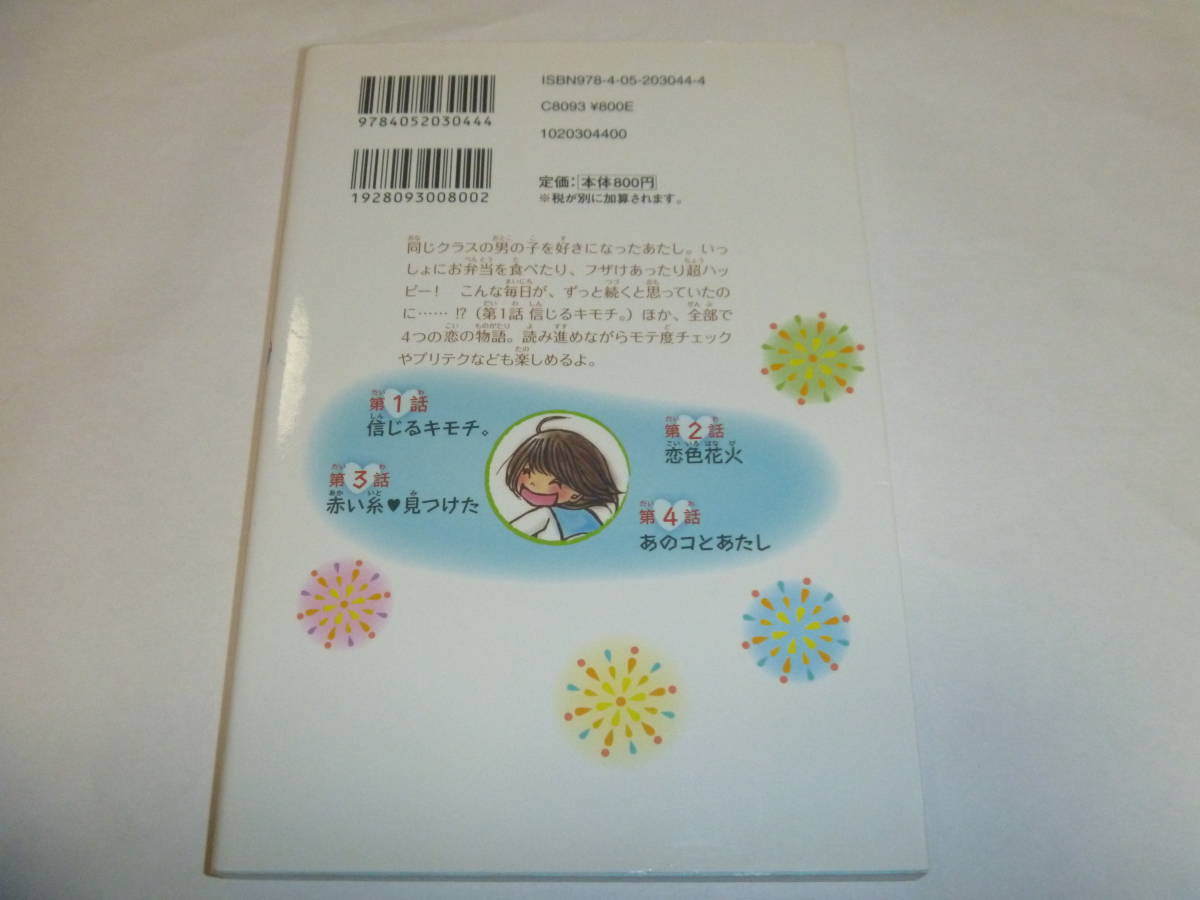 ISBN978-4-05-203044-4
9784052030444
C8093 ¥800E
1020304400
1928093008002
定価:本体800円
※税が別に加算されます。
同じクラスの男の子を好きになったあたし。いっ
しょにお弁当を食べたり、フザけあったり超ハッ
ピー! こんな毎日が、ずっと続くと思っていたの
に……!?(第1話 信じるキモチ。)ほか、全部で
4つの恋の物語。読み進めながらモテ度チェック
やプリテクなども楽しめるよ。
第1話
信じるキモチ。
第2話
恋色花火
第3話
赤い糸♥見つけた
第4話
あのコとあたし